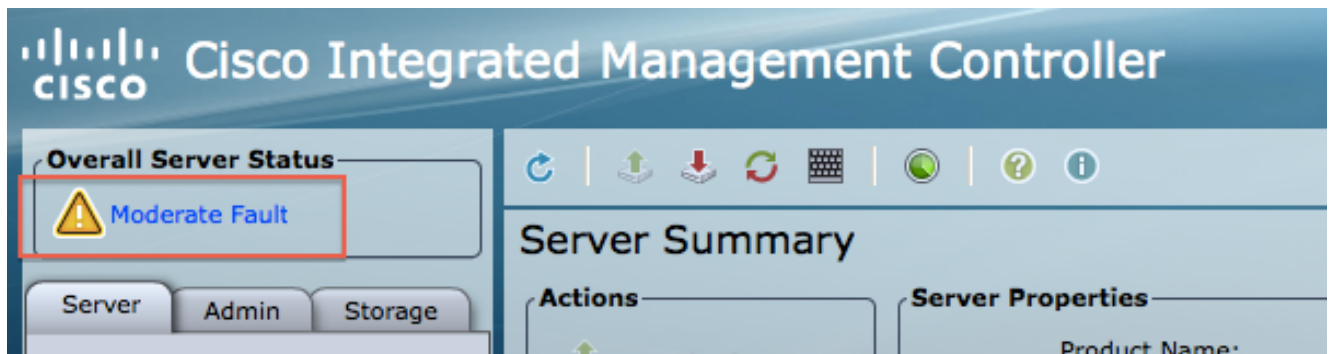 CISCO
Cisco Integrated Management Controller
Overall Server Status
Moderate Fault
Server Admin Storage
Server Summary
Actions
Server Properties
Product Name: